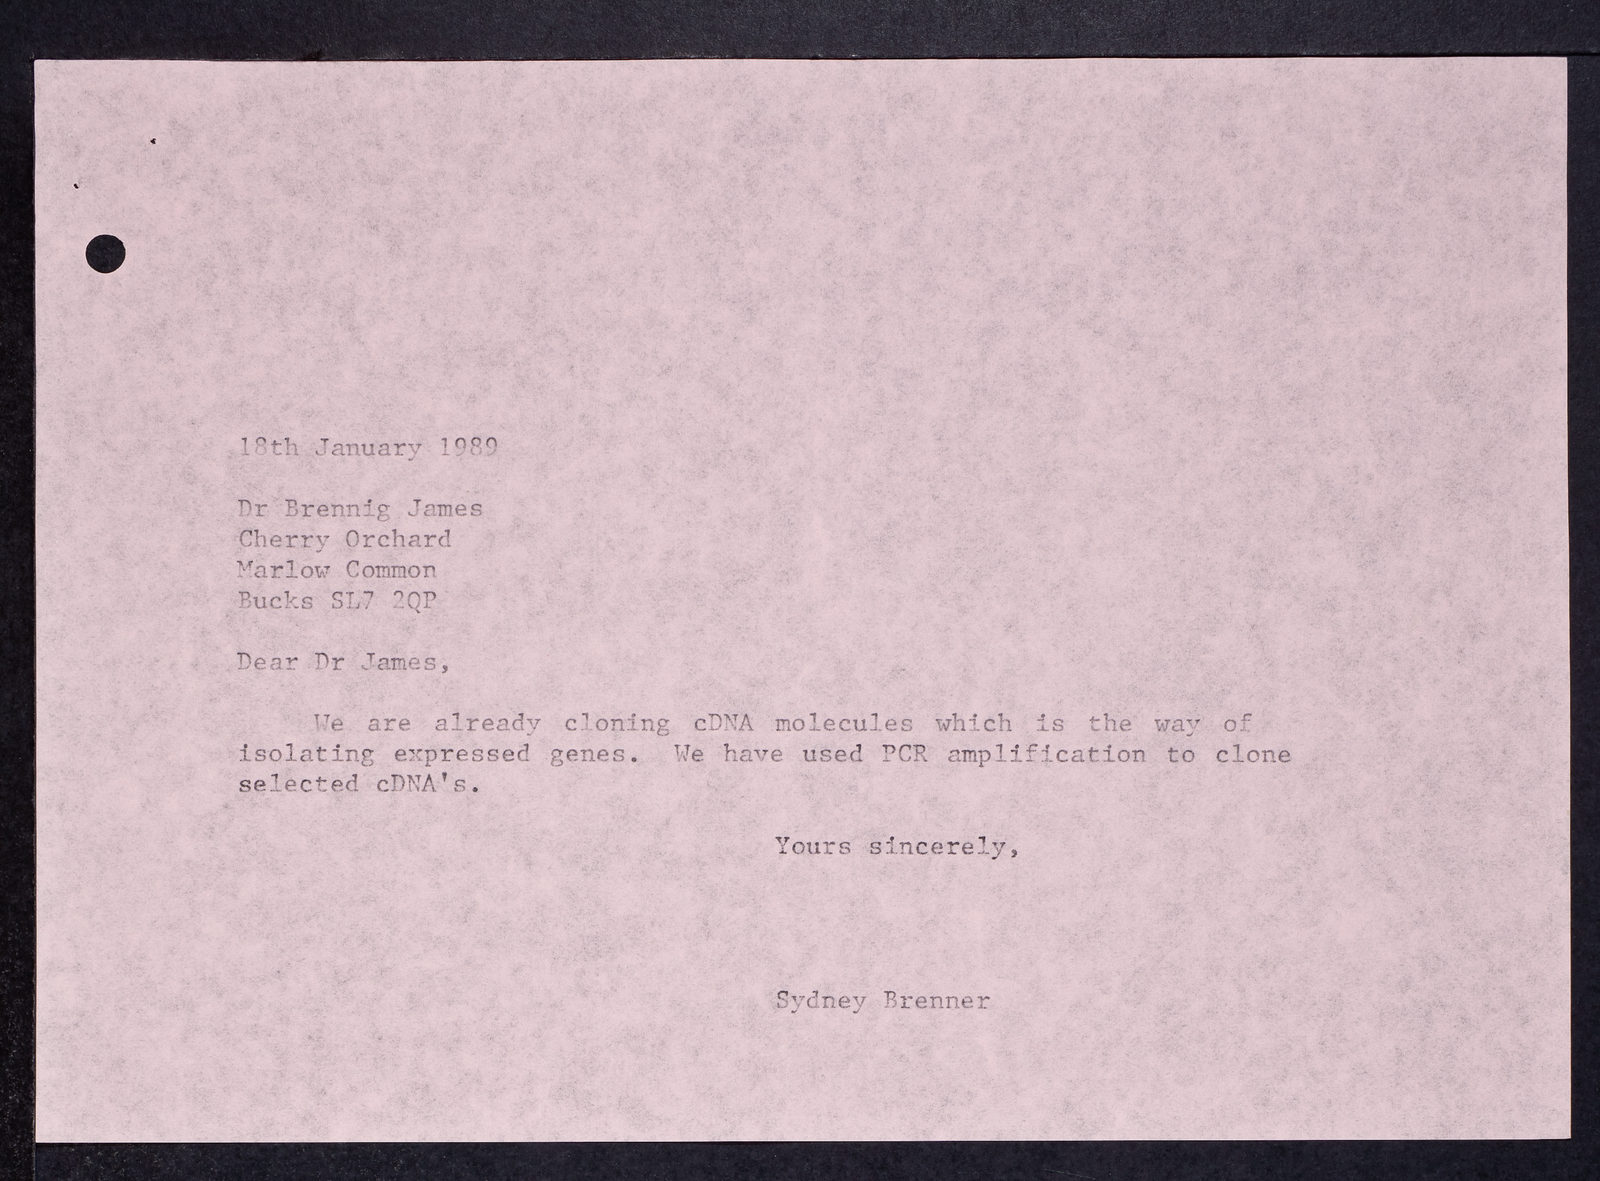 18th January 1989
Dr Brennig James
Cherry Orchard
Marlow Common
Bucks SL7 2QP
Dear Dr James,
We are already cloning cDNA molecules which is the way of
isolating expressed genes. We have used PCR amplification to clone
selected cDNA's.
Yours sincerely,
Sydney Brenner